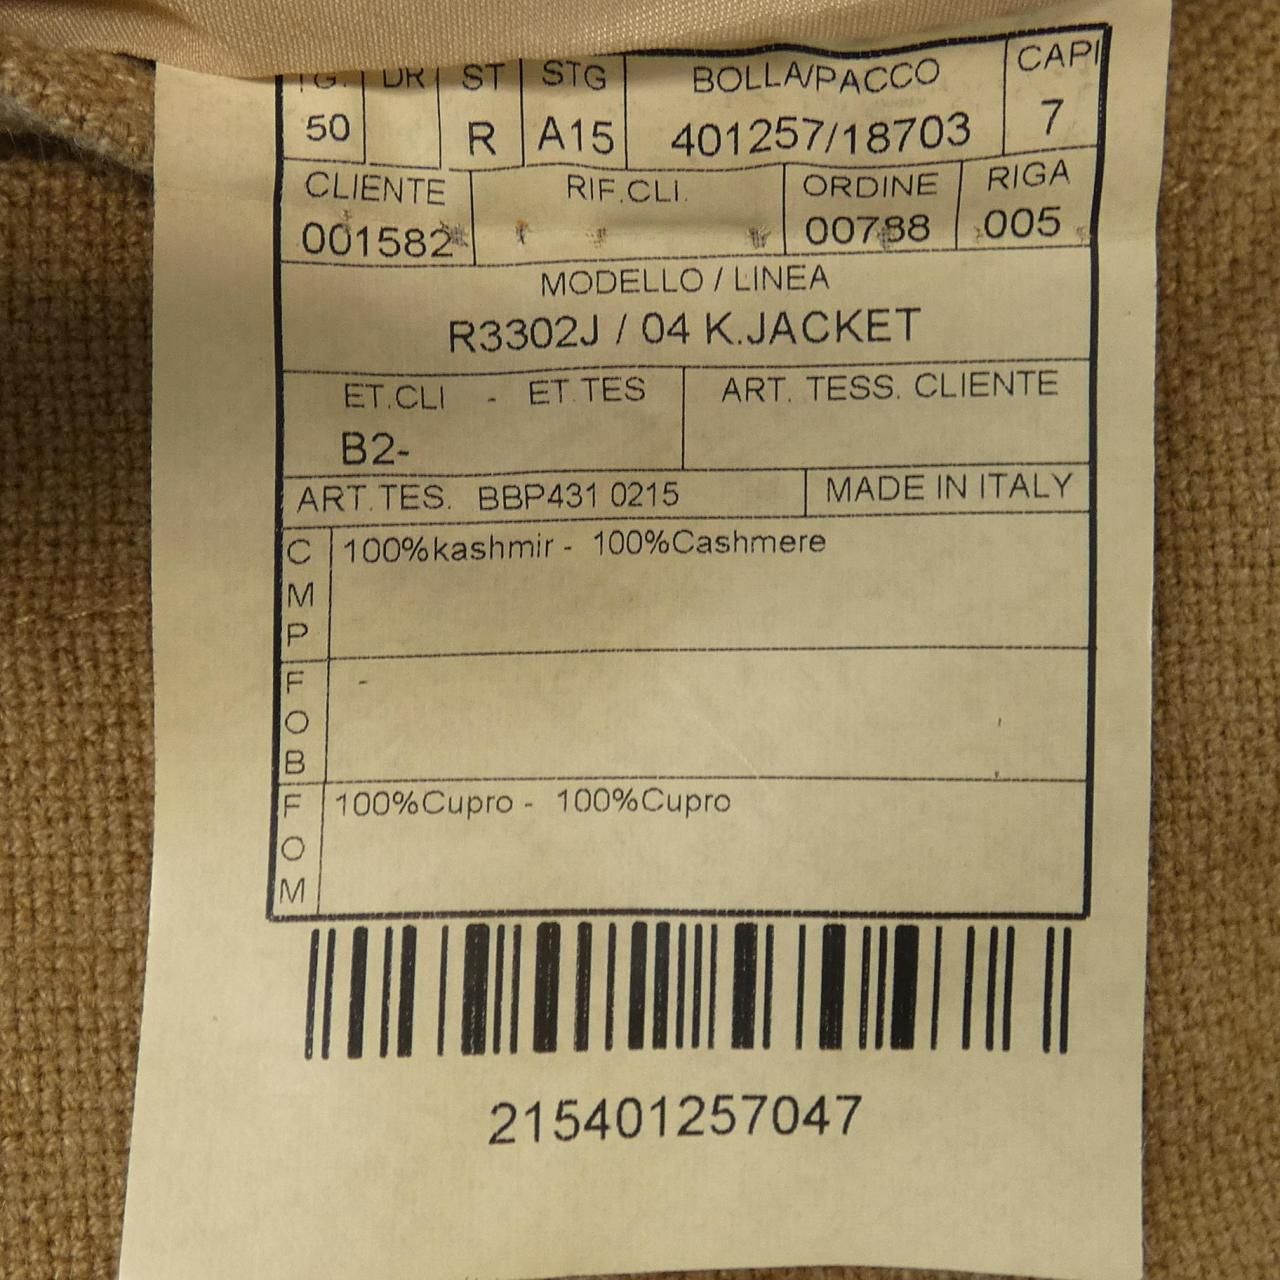 TG. DR ST STG BOLLA/PACCO CAPI
50 R A15 401257/18703 7
CLIENTE RIF.CLI. ORDINE RIGA
001582 00788 005
MODELLO / LINEA
R3302J / 04 K.JACKET
ET.CLI - ET.TES ART. TESS. CLIENTE
B2-
ART.TES. BBP431 0215 MADE IN ITALY
CMP 100%kashmir - 100%Cashmere
FOB -
FOM 100%Cupro - 100%Cupro
215401257047